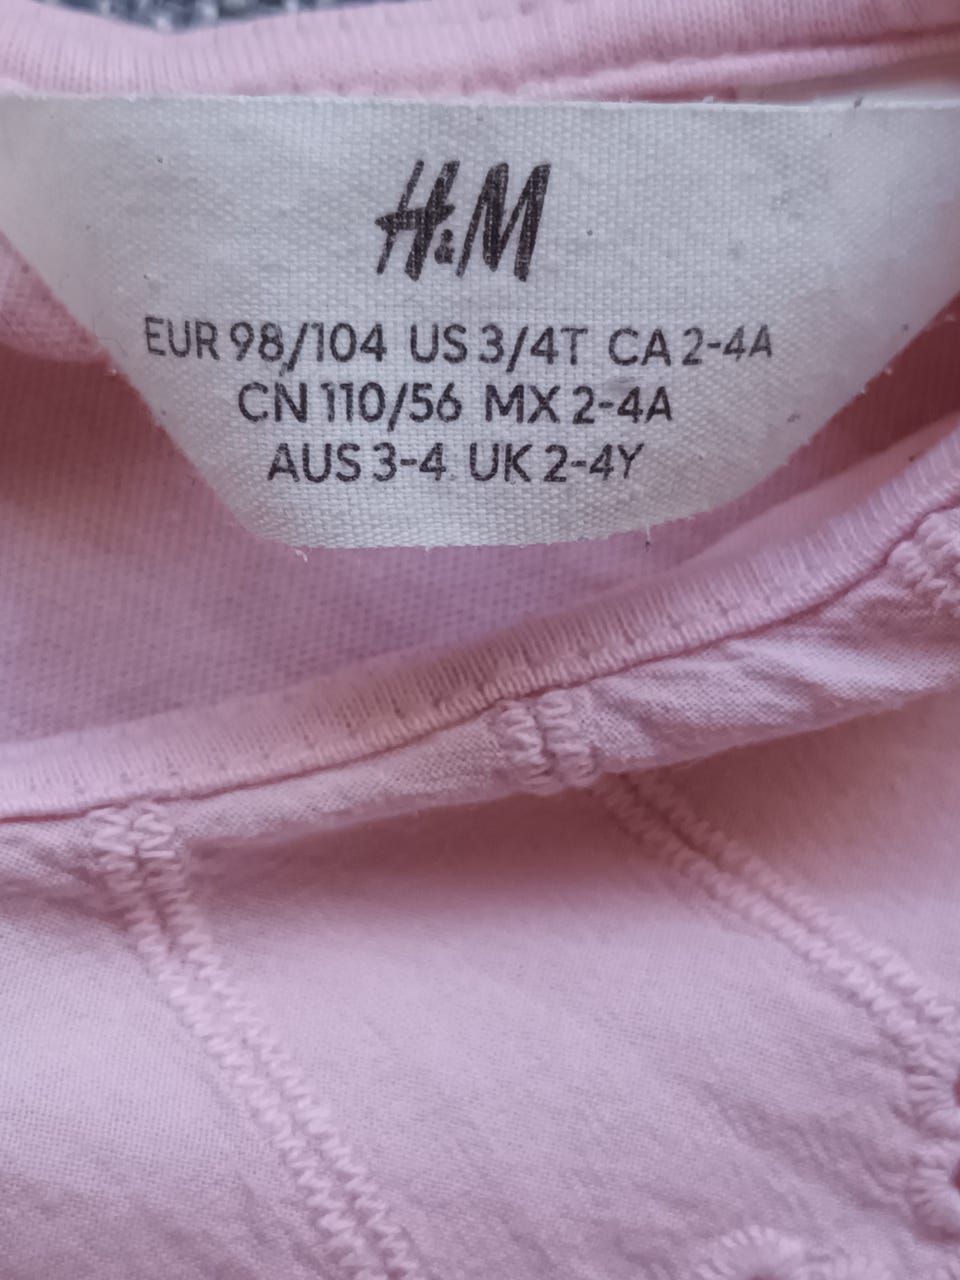 H&M
EUR 98/104 US 3/4T CA 2-4A
CN 110/56 MX 2-4A
AUS 3-4 UK 2-4Y